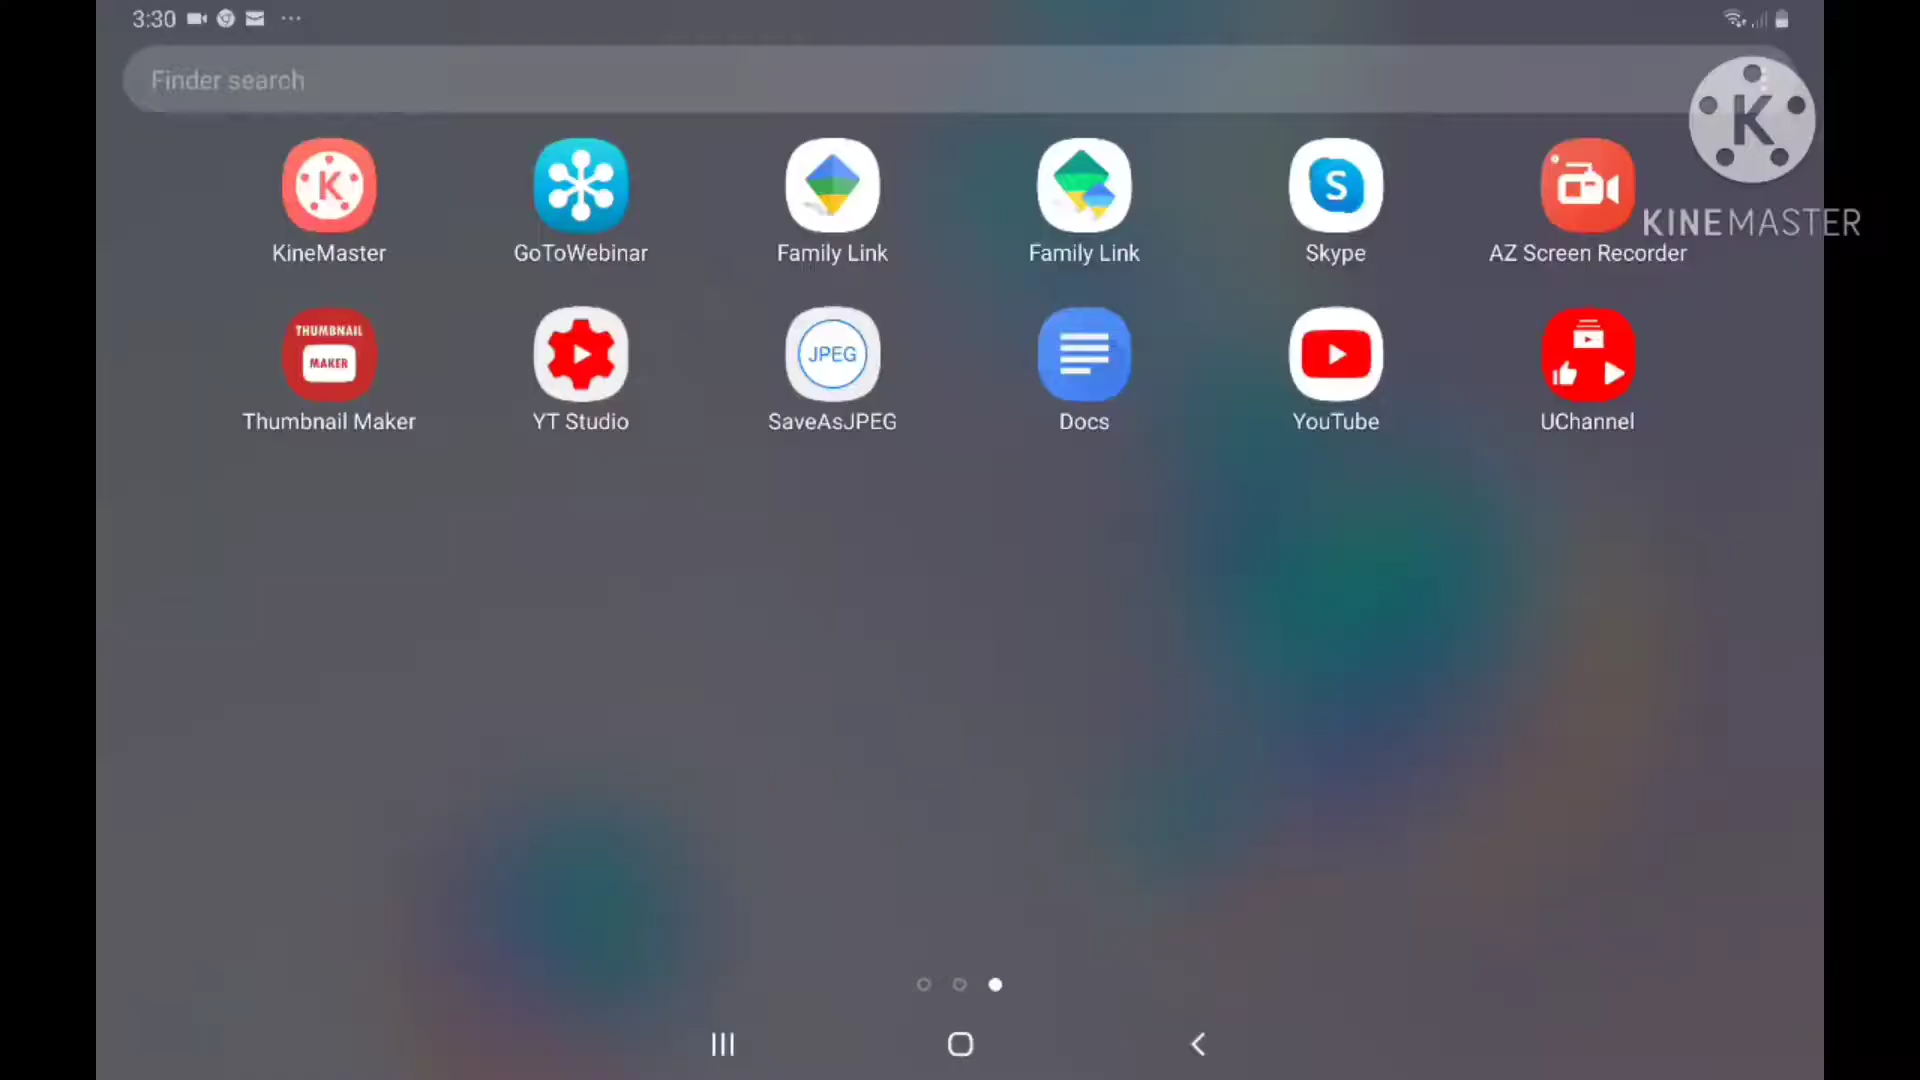 3:30
Finder search
K
KINEMASTER
K
S
KineMaster
GoToWebinar
Family Link
Family Link
Skype
AZ Screen Recorder
THUMBNAIL
MAKER
JPEG
Thumbnail Maker
YT Studio
SaveAsJPEG
Docs
YouTube
UChannel